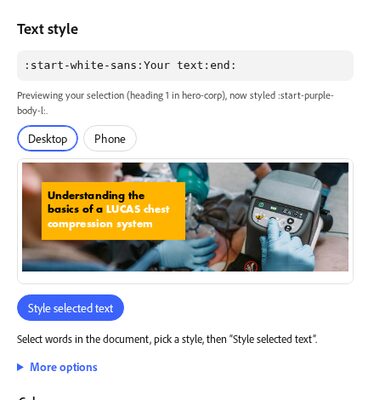 Text style
:start-white-sans:Your text:end:
Previewing your selection (heading 1 in hero-corp), now styled :start-purple-
body-l:.
Desktop
Phone
Understanding the
basics of a LUCAS chest
compression system
Style selected text
Select words in the document, pick a style, then “Style selected text”.
More options